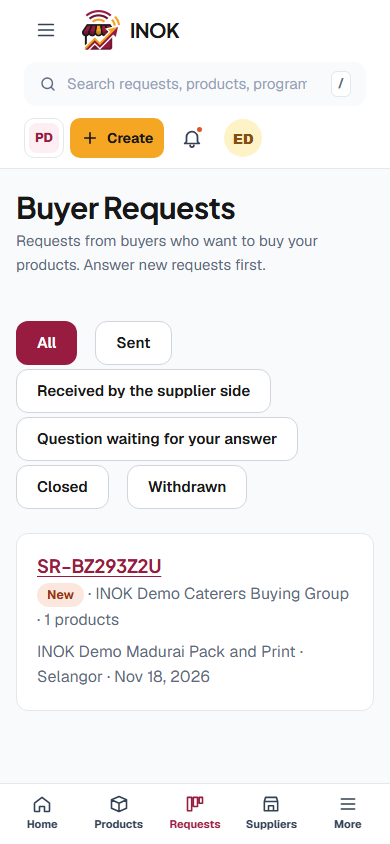 INOK
Search requests, products, program
/
PD
+ Create
ED
Buyer Requests
Requests from buyers who want to buy your
products. Answer new requests first.
All
Sent
Received by the supplier side
Question waiting for your answer
Closed
Withdrawn
SR-BZ293Z2U
New · INOK Demo Caterers Buying Group
· 1 products
INOK Demo Madurai Pack and Print ·
Selangor · Nov 18, 2026
Home
Products
Requests
Suppliers
More